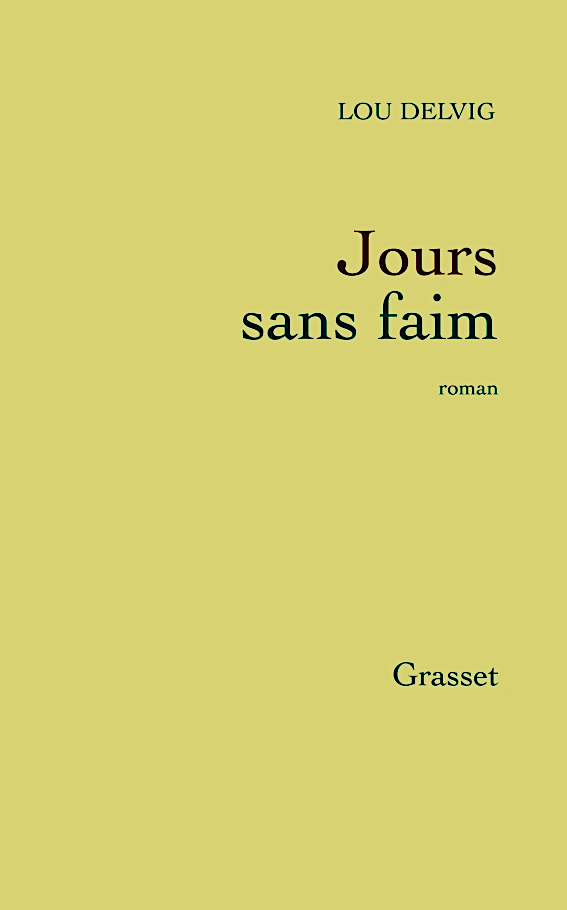 LOU DELVIG
Jours
sans faim
roman
Grasset